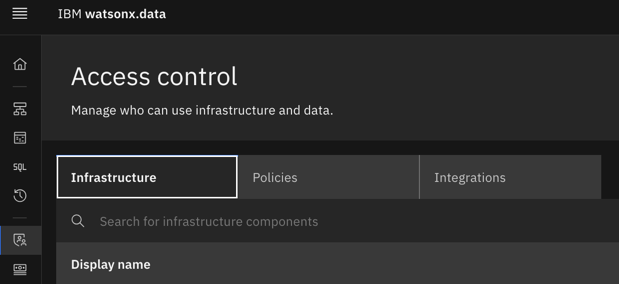 IBM watsonx.data
Access control
Manage who can use infrastructure and data.
Infrastructure
Policies
Integrations
SQL
Search for infrastructure components
Display name